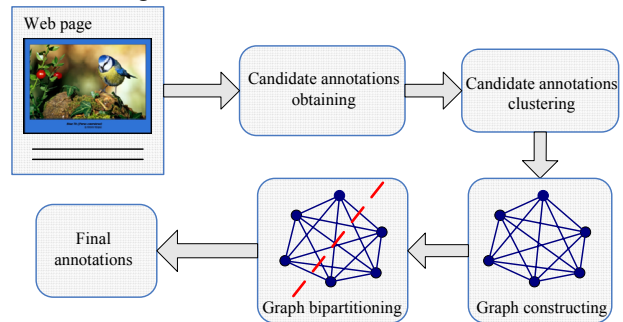 Web page
Candidate annotations
obtaining
Candidate annotations
clustering
Final
annotations
Graph bipartitioning
Graph constructing